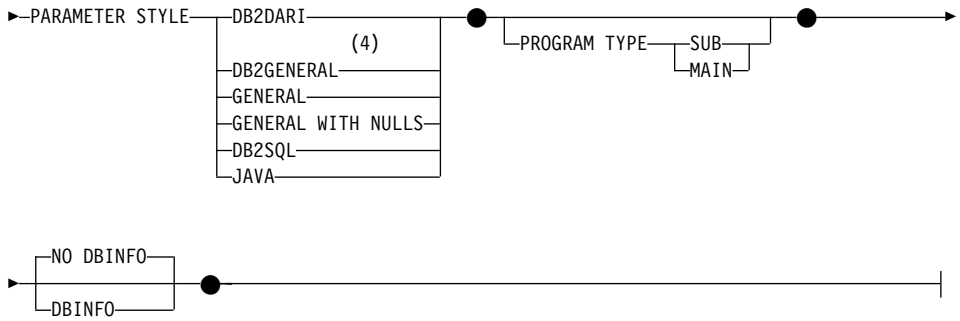 PARAMETER STYLE DB2DARI
(4)
PROGRAM TYPE SUB
MAIN
DB2GENERAL
GENERAL
GENERAL WITH NULLS
DB2SQL
JAVA
NO DBINFO
DBINFO